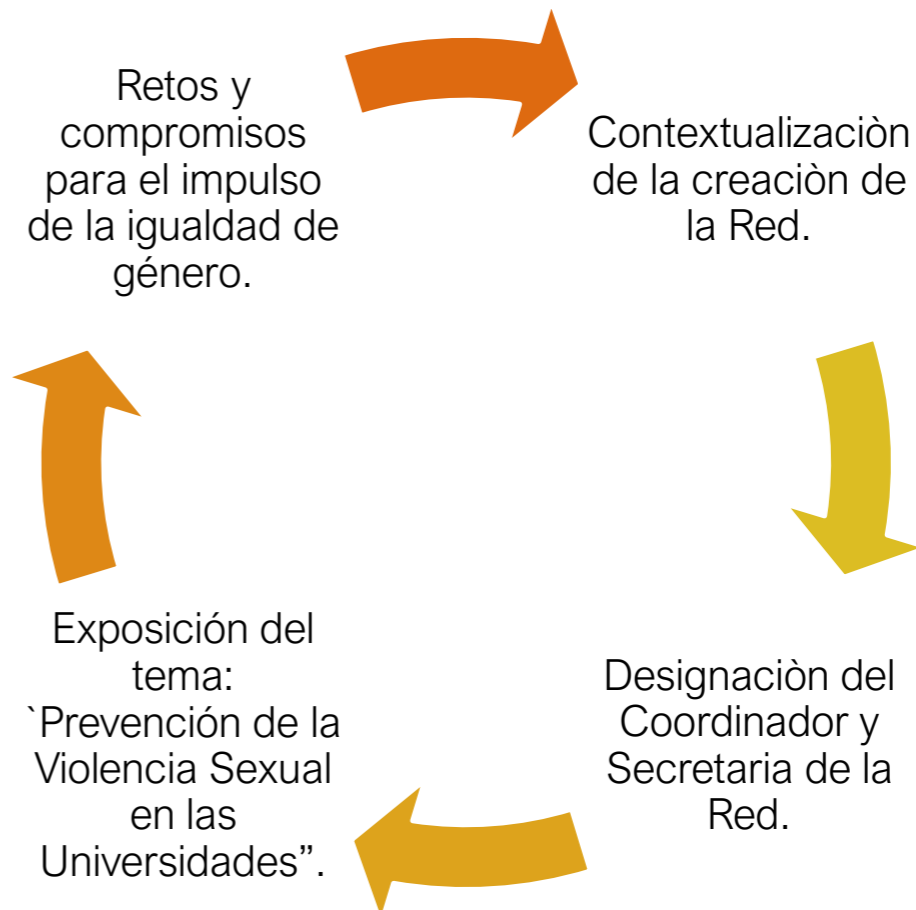 Retos y
compromisos
para el impulso
de la igualdad de
género.
Contextualizaciòn
de la creaciòn de
la Red.
Designaciòn del
Coordinador y
Secretaria de la
Red.
Exposición del
tema:
`Prevención de la
Violencia Sexual
en las
Universidades”.